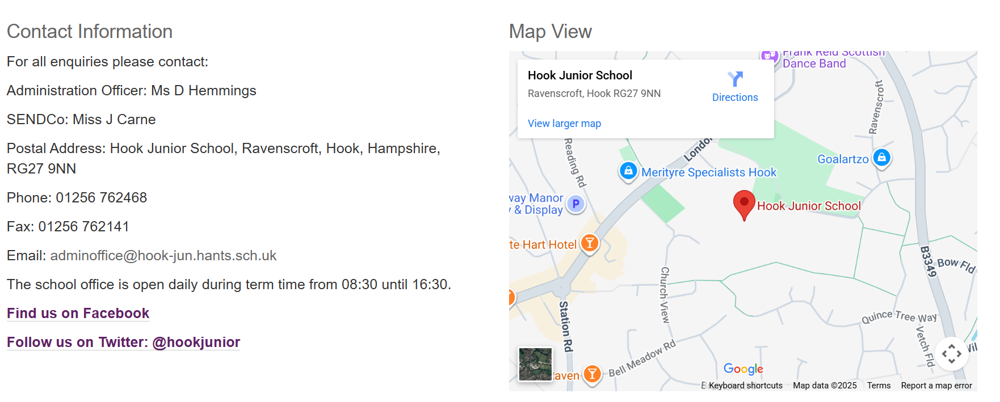 Contact Information
For all enquiries please contact:
Administration Officer: Ms D Hemmings
SENDCo: Miss J Carne
Postal Address: Hook Junior School, Ravenscroft, Hook, Hampshire,
RG27 9NN
Phone: 01256 762468
Fax: 01256 762141
Email: adminoffice@hook-jun.hants.sch.uk
The school office is open daily during term time from 08:30 until 16:30.
Find us on Facebook
Follow us on Twitter: @hookjunior
Map View
Frank Reid Scottish
Dance Band
Hook Junior School
Ravenscroft, Hook RG27 9NN
Directions
View larger map
Ravenscroft
London
Reading Rd
Goalartzo
Merityre Specialists Hook
way Manor
y & Display
P
Hook Junior School
te Hart Hotel
B3349
Bow Fld
Church View
Station Rd
Quince Tree Way
Vetch Fld
Bell Meadow Rd
Raven
Google
Keyboard shortcuts
Map data ©2025
Terms
Report a map error